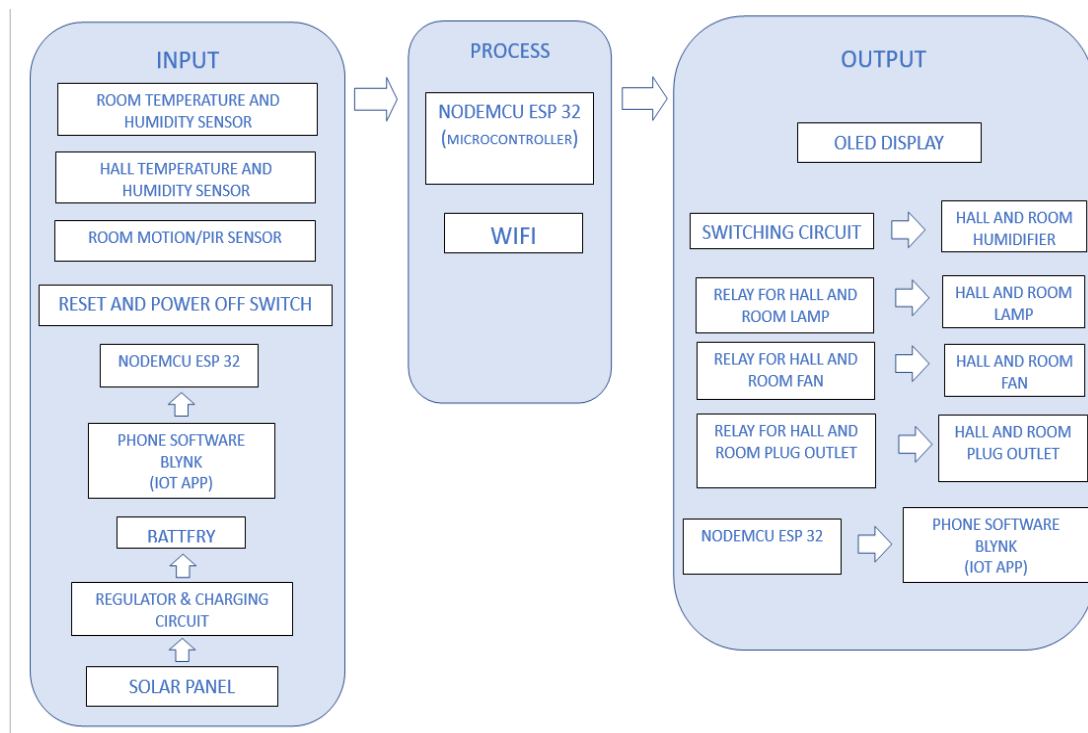 INPUT
ROOM TEMPERATURE AND
HUMIDITY SENSOR
HALL TEMPERATURE AND
HUMIDITY SENSOR
ROOM MOTION/PIR SENSOR
RESET AND POWER OFF SWITCH
NODEMCU ESP 32
PHONE SOFTWARE
BLYNK
(IOT APP)
BATTERY
REGULATOR & CHARGING
CIRCUIT
SOLAR PANEL
PROCESS
NODEMCU ESP 32
(MICROCONTROLLER)
WIFI
OUTPUT
OLED DISPLAY
SWITCHING CIRCUIT
HALL AND ROOM
HUMIDIFIER
RELAY FOR HALL AND
ROOM LAMP
HALL AND ROOM
LAMP
RELAY FOR HALL AND
ROOM FAN
HALL AND ROOM
FAN
RELAY FOR HALL AND
ROOM PLUG OUTLET
HALL AND ROOM
PLUG OUTLET
NODEMCU ESP 32
PHONE SOFTWARE
BLYNK
(IOT APP)